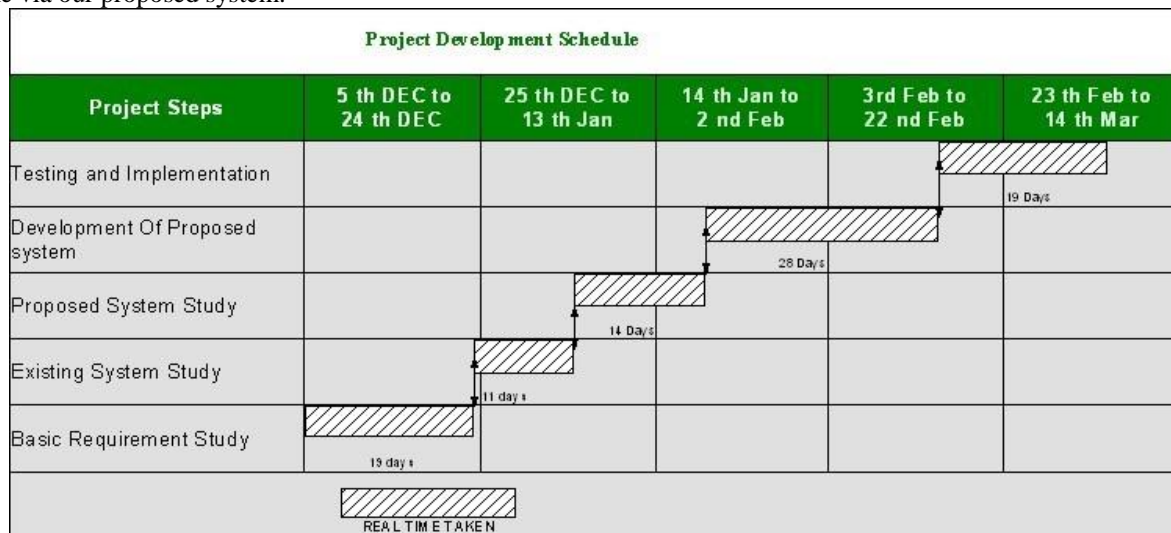 e via our proposed system.
Project Development Schedule
Project Steps
5 th DEC to
24 th DEC
25 th DEC to
13 th Jan
14 th Jan to
2 nd Feb
3rd Feb to
22 nd Feb
23 th Feb to
14 th Mar
Testing and Implementation
19 Days
Development Of Proposed
system
28 Days
Proposed System Study
14 Days
Existing System Study
11 days
Basic Requirement Study
19 days
REAL TIME TAKEN